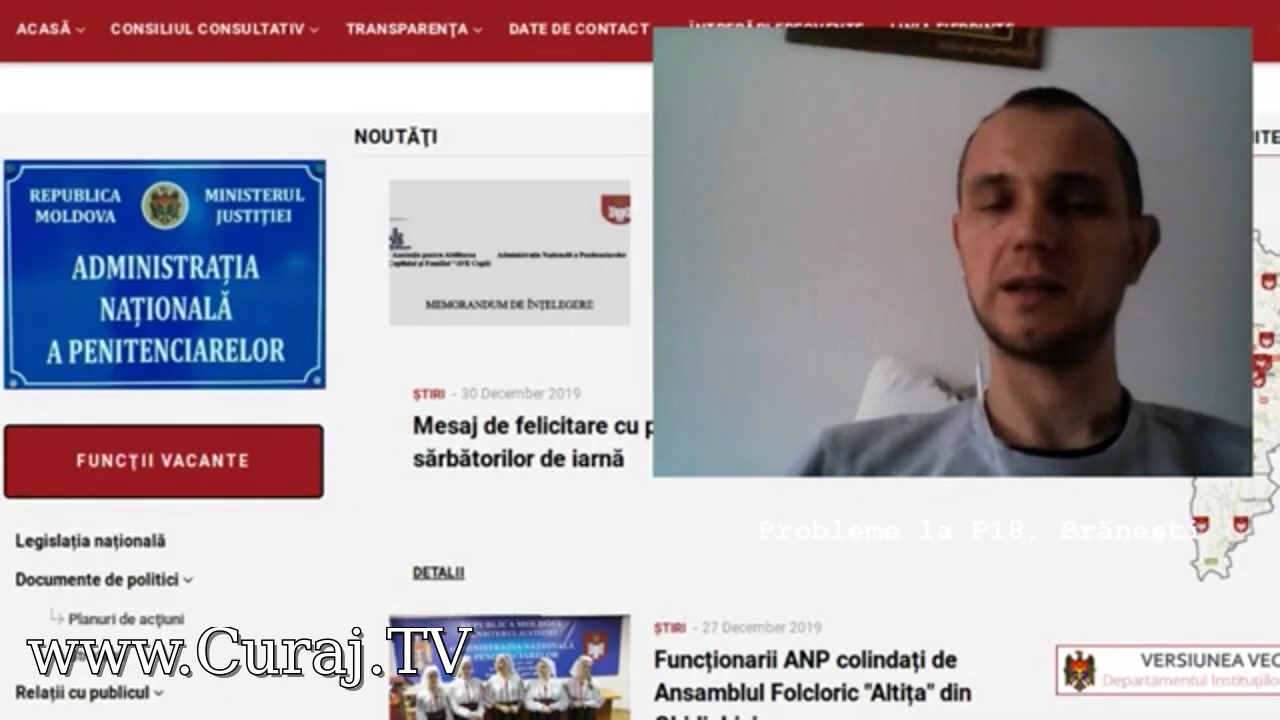 ACASĂ
CONSILIUL CONSULTATIV
TRANSPARENȚA
DATE DE CONTACT
NOUTĂȚI
REPUBLICA
MOLDOVA
MINISTERUL
JUSTIȚIEI
ADMINISTRAȚIA
NAȚIONALĂ
A PENITENCIARELOR
MEMORANDUM DE ÎNȚELEGERE
ȘTIRI - 30 December 2019
Mesaj de felicitare cu
sărbătorilor de iarnă
FUNCȚII VACANTE
Probleme la P18, Brănești
Legislația națională
Documente de politici
DETALII
Planuri de acțiuni
www.Curaj.TV
Relații cu publicul
REPUBLICA MOLDOVA
ȘTIRI - 27 December 2019
Funcționarii ANP colindați de
Ansamblul Folcloric "Altița" din
VERSIUNEA
Departamentul